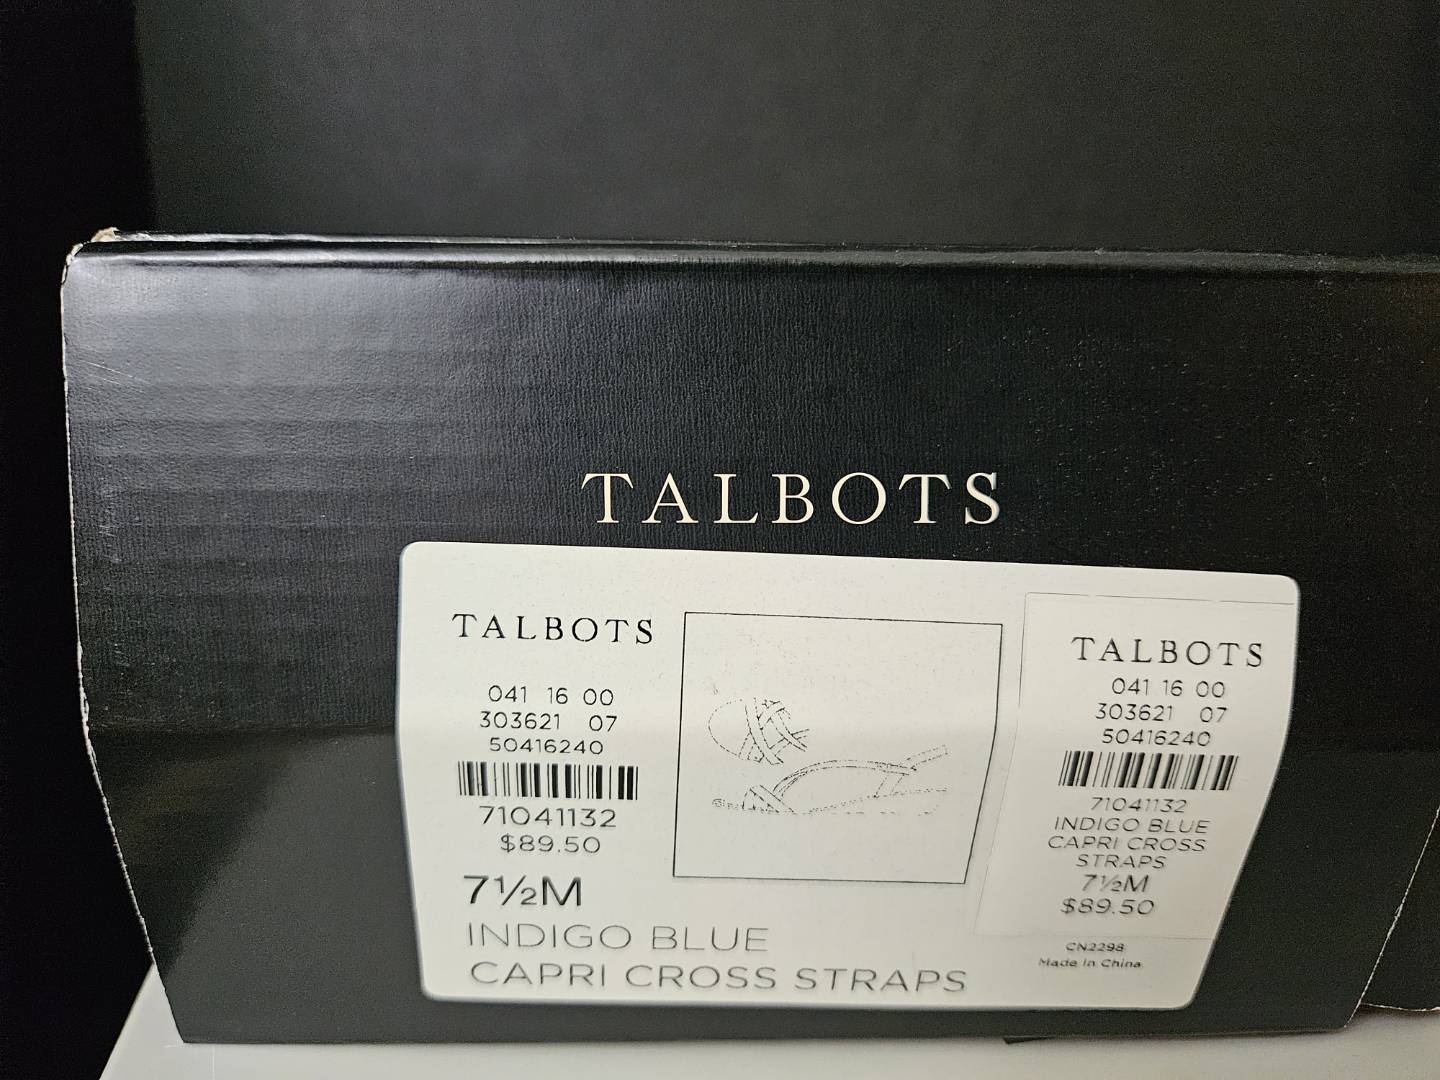 TALBOTS
TALBOTS
041 16 00
303621 07
50416240
71041132
$89.50
7½M
INDIGO BLUE
CAPRI CROSS STRAPS
TALBOTS
041 16 00
303621 07
50416240
71041132
INDIGO BLUE
CAPRI CROSS
STRAPS
7½M
$89.50
CN2298
Made In China